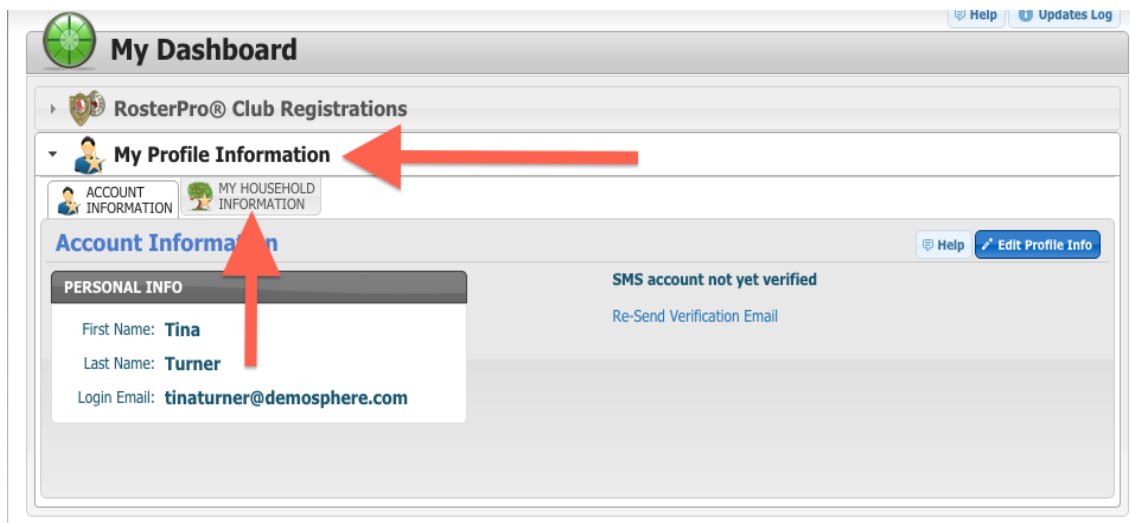 Help
Updates Log
My Dashboard
RosterPro® Club Registrations
My Profile Information
ACCOUNT
INFORMATION
MY HOUSEHOLD
INFORMATION
Account Information
Help
Edit Profile Info
PERSONAL INFO
First Name: Tina
Last Name: Turner
Login Email: tinaturner@demosphere.com
SMS account not yet verified
Re-Send Verification Email